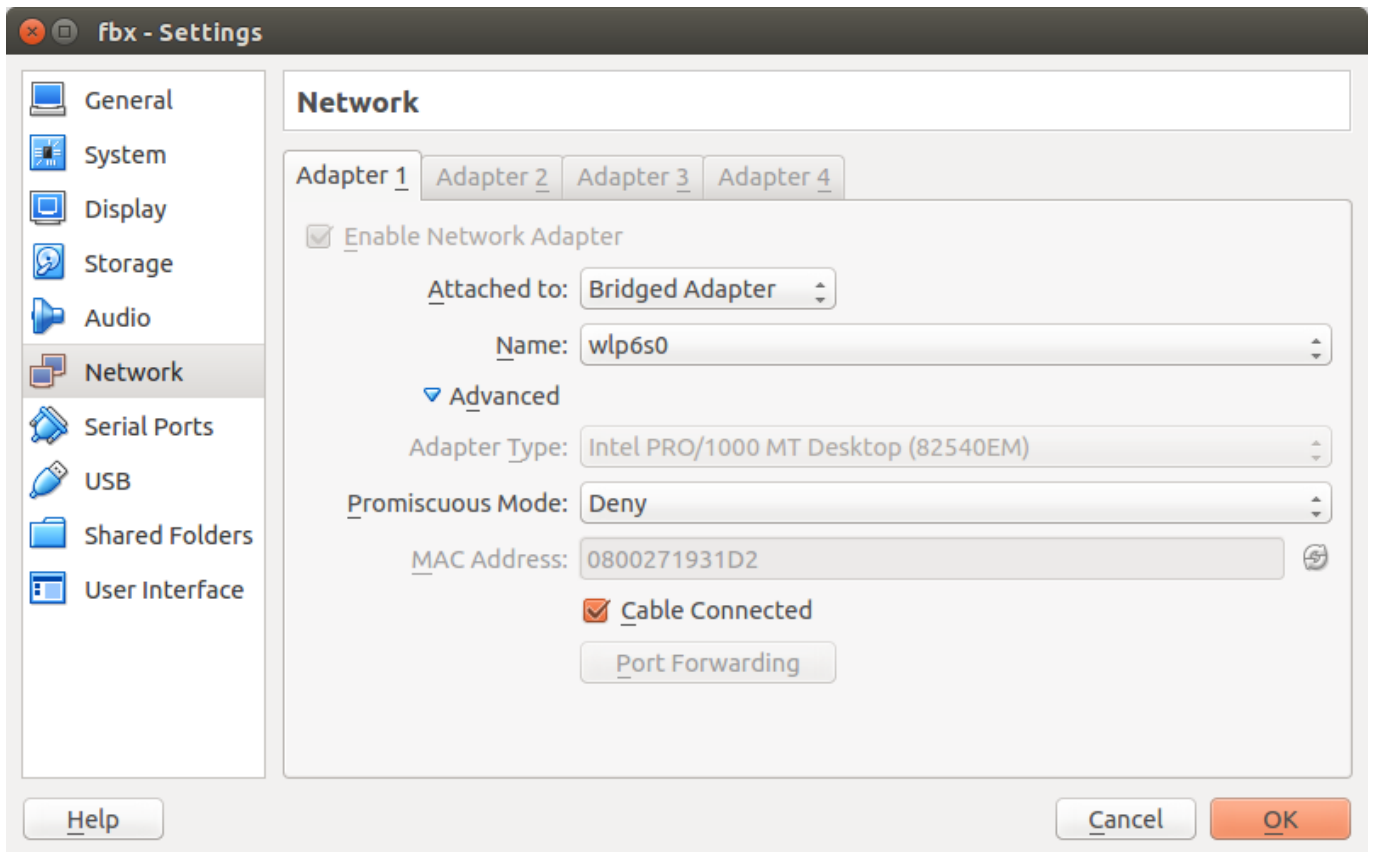 fbx - Settings
General
System
Display
Storage
Audio
Network
Serial Ports
USB
Shared Folders
User Interface
Network
Adapter 1 Adapter 2 Adapter 3 Adapter 4
Enable Network Adapter
Attached to: Bridged Adapter
Name: wlp6s0
Advanced
Adapter Type: Intel PRO/1000 MT Desktop (82540EM)
Promiscuous Mode: Deny
MAC Address: 0800271931D2
Cable Connected
Port Forwarding
Help Cancel OK